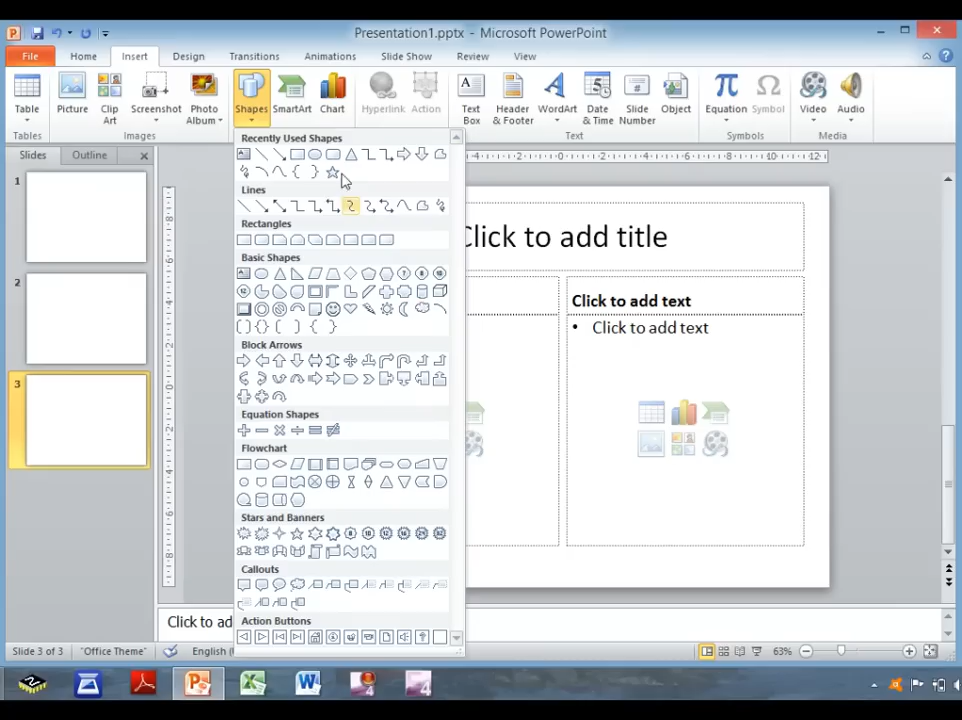 Presentation1.pptx - Microsoft PowerPoint
File Home Insert Design Transitions Animations Slide Show Review View
Table Picture Clip Art Screenshot Photo Album Shapes SmartArt Chart Hyperlink Action Text Box Header & Footer WordArt Date & Time Slide Number Object Equation Symbol Video Audio
Tables Images Text Symbols Media
Slides Outline
Recently Used Shapes
Lines
Rectangles
Basic Shapes
Block Arrows
Equation Shapes
Flowchart
Stars and Banners
Callouts
Action Buttons
1
2
3
Click to add title
Click to add text
• Click to add text
Click to ad
Slide 3 of 3 "Office Theme" English ( 63%